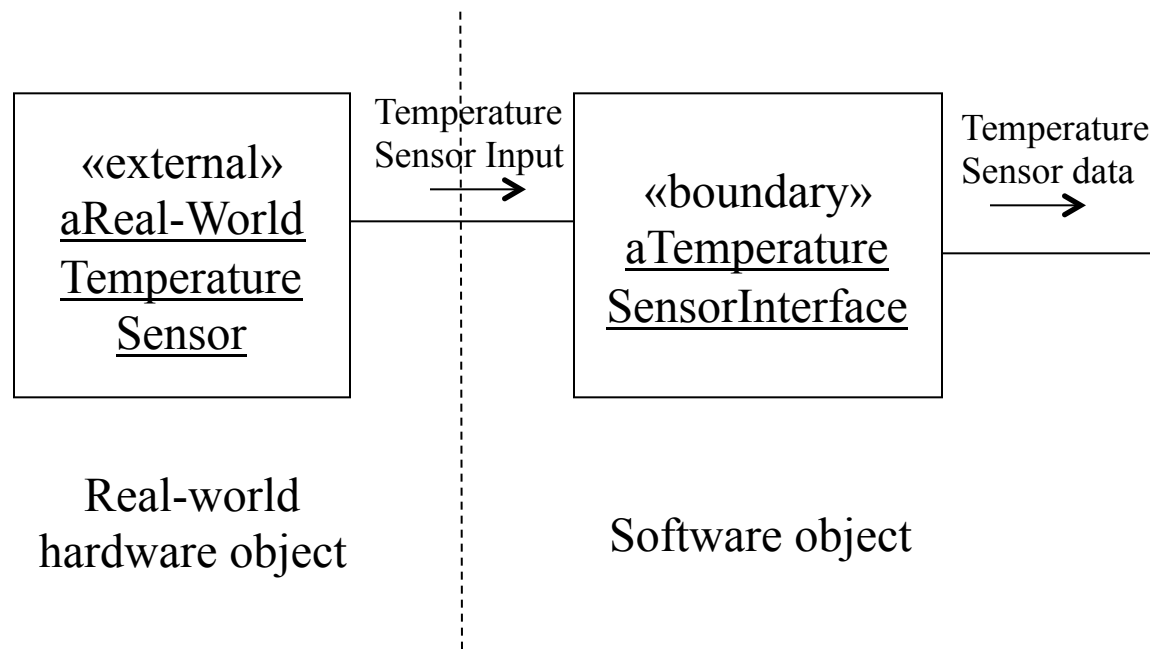 «external»
aReal-World
Temperature
Sensor
Temperature
Sensor Input
«boundary»
aTemperature
SensorInterface
Temperature
Sensor data
Real-world
hardware object
Software object